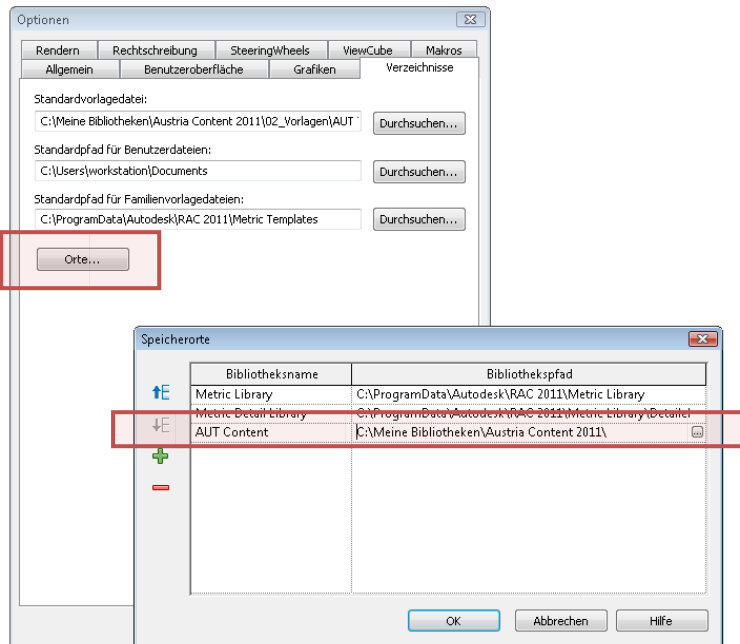 Optionen
Rendern Rechtschreibung SteeringWheels ViewCube Makros
Allgemein Benutzeroberfläche Grafiken Verzeichnisse
Standardvorlagedatei:
C:\Meine Bibliotheken\Austria Content 2011\02_Vorlagen\AUT Durchsuchen...
Standardpfad für Benutzerdateien:
C:\Users\workstation\Documents Durchsuchen...
Standardpfad für Familienvorlagedateien:
C:\ProgramData\Autodesk\RAC 2011\Metric Templates Durchsuchen...
Orte...
Speicherorte
Bibliotheksname Bibliothekspfad
Metric Library C:\ProgramData\Autodesk\RAC 2011\Metric Library
Metric Detail Library C:\ProgramData\Autodesk\RAC 2011\Metric Library\Detailel
AUT Content C:\Meine Bibliotheken\Austria Content 2011\ ...
OK Abbrechen Hilfe